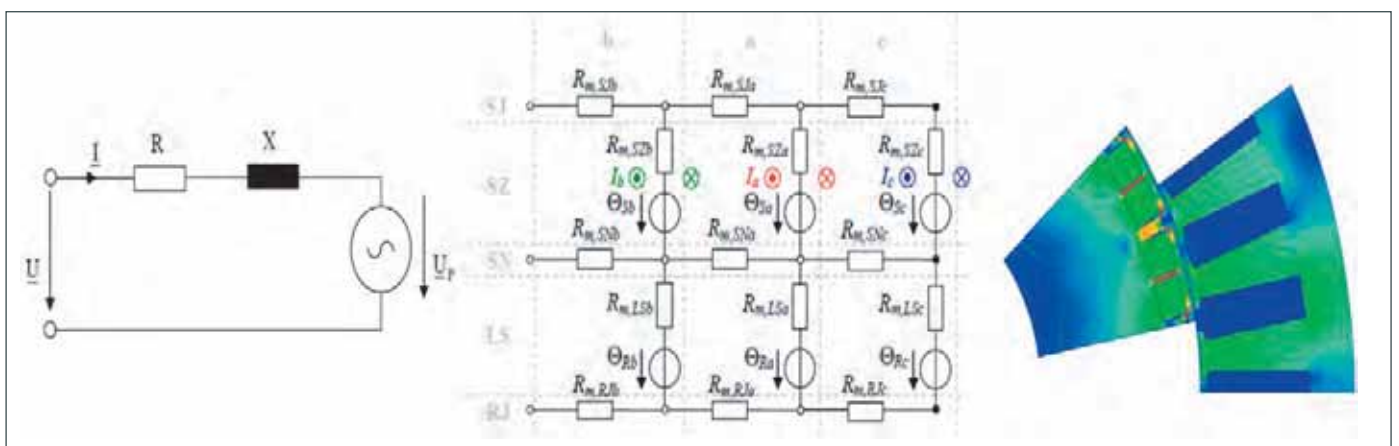 I R X
U U_P
b a c
SJ R_m,SJb R_m,SJa R_m,SJc
R_m,SZb R_m,SZa R_m,SZc
SZ I_b I_a I_c
Θ_Sb Θ_Sa Θ_Sc
R_m,SNb R_m,SNa R_m,SNc
SN
R_m,LSb R_m,LSa R_m,LSc
LS
Θ_Rb Θ_Ra Θ_Rc
R_m,RJb R_m,RJa R_m,RJc
RJ